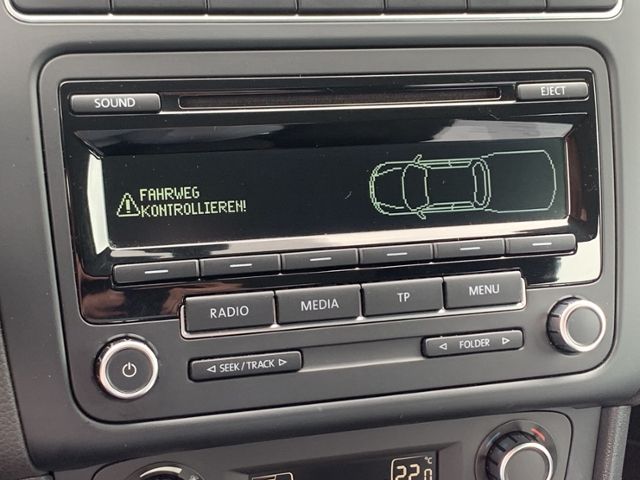 SOUND
EJECT
FAHRWEG
KONTROLLIEREN!
RADIO
MEDIA
TP
MENU
◁ SEEK / TRACK ▷
◁ FOLDER ▷
22.0 °C